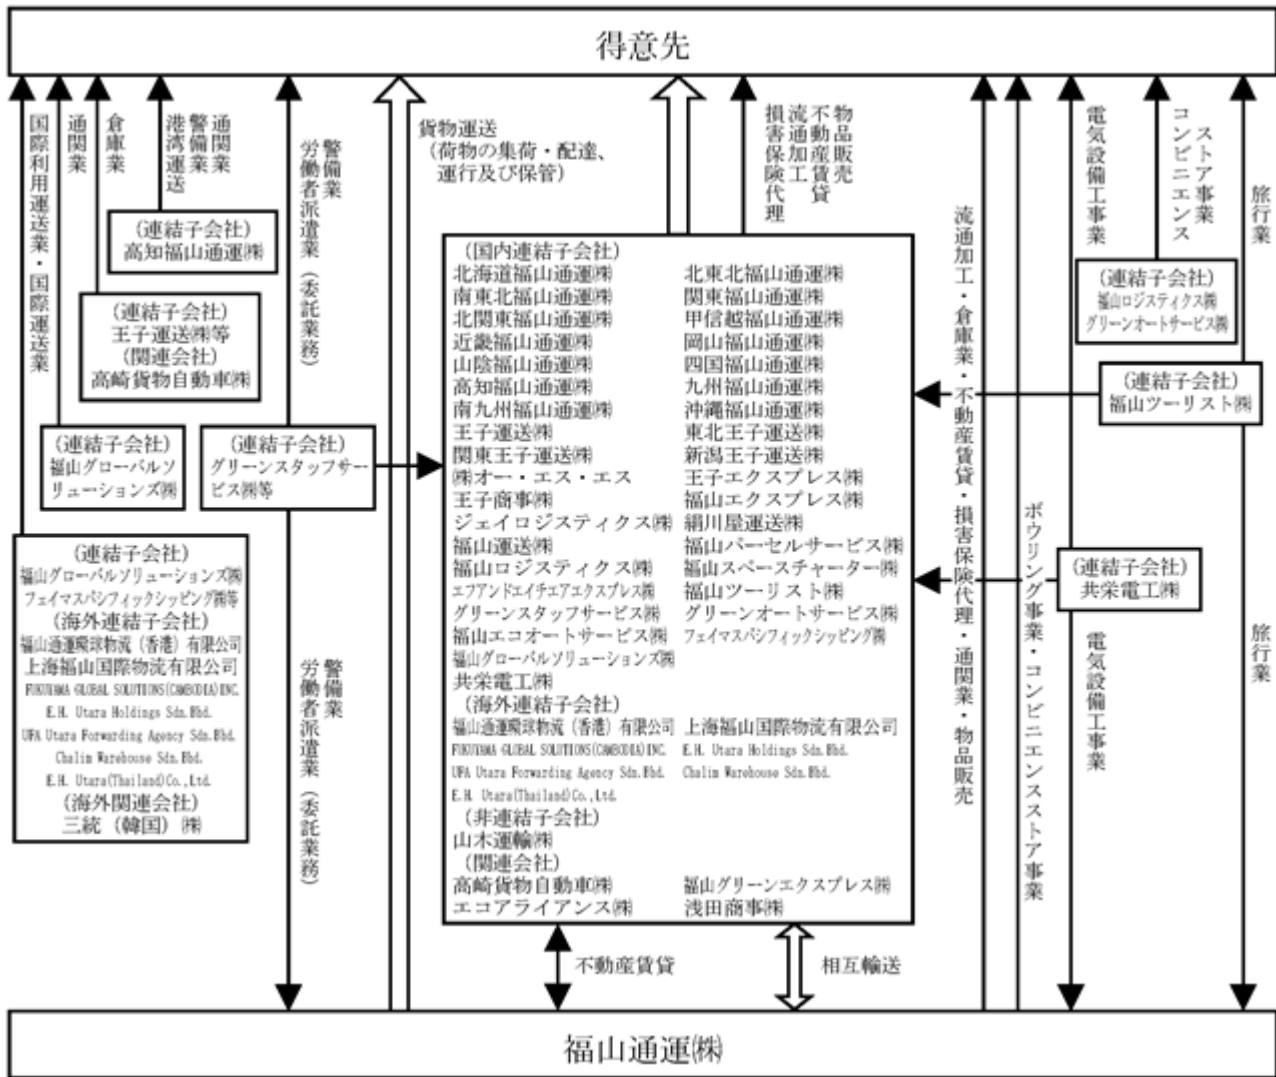 得意先
国際利用運送業・国際運送業
通関業
倉庫業
通関業
警備業
港湾運送
警備業
労働者派遣業（委託業務）
貨物運送
（荷物の集荷・配達、
運行及び保管）
物品販売
不動産賃貸
流通加工
損害保険代理
流通加工・倉庫業・不動産賃貸・損害保険代理・通関業・物品販売
ボウリング事業・コンビニエンスストア事業
電気設備工事業
コンビニエンス
ストア事業
旅行業
（連結子会社）
高知福山通運㈱
（連結子会社）
王子運送㈱等
（関連会社）
高崎貨物自動車㈱
（連結子会社）
福山グローバルソ
リューションズ㈱
（連結子会社）
グリーンスタッフサー
ビス㈱等
（連結子会社）
福山グローバルソリューションズ㈱
フェイマスパシフィックシッピング㈱等
（海外連結子会社）
福山通運環球物流（香港）有限公司
上海福山国際物流有限公司
FUKUYAMA GLOBAL SOLUTIONS(CAMBODIA)INC.
E.H. Utara Holdings Sdn.Bhd.
UFA Utara Forwarding Agency Sdn.Bhd.
Chalim Warehouse Sdn.Bhd.
E.H. Utara(Thailand)Co.,Ltd.
（海外関連会社）
三統（韓国）㈱
警備業
労働者派遣業（委託業務）
（国内連結子会社）
北海道福山通運㈱ 北東北福山通運㈱
南東北福山通運㈱ 関東福山通運㈱
北関東福山通運㈱ 甲信越福山通運㈱
近畿福山通運㈱ 岡山福山通運㈱
山陰福山通運㈱ 四国福山通運㈱
高知福山通運㈱ 九州福山通運㈱
南九州福山通運㈱ 沖縄福山通運㈱
王子運送㈱ 東北王子運送㈱
関東王子運送㈱ 新潟王子運送㈱
㈱オー・エス・エス 王子エクスプレス㈱
王子商事㈱ 福山エクスプレス㈱
ジェイロジスティクス㈱ 絹川屋運送㈱
福山運送㈱ 福山パーセルサービス㈱
福山ロジスティクス㈱ 福山スペースチャーター㈱
エフアンドエイチエアエクスプレス㈱ 福山ツーリスト㈱
グリーンスタッフサービス㈱ グリーンオートサービス㈱
福山エコオートサービス㈱ フェイマスパシフィックシッピング㈱
福山グローバルソリューションズ㈱
共栄電工㈱
（海外連結子会社）
福山通運環球物流（香港）有限公司 上海福山国際物流有限公司
FUKUYAMA GLOBAL SOLUTIONS(CAMBODIA)INC. E.H. Utara Holdings Sdn.Bhd.
UFA Utara Forwarding Agency Sdn.Bhd. Chalim Warehouse Sdn.Bhd.
E.H. Utara(Thailand)Co.,Ltd.
（非連結子会社）
山木運輸㈱
（関連会社）
高崎貨物自動車㈱ 福山グリーンエクスプレス㈱
エコアライアンス㈱ 浅田商事㈱
（連結子会社）
福山ロジスティクス㈱
グリーンオートサービス㈱
（連結子会社）
福山ツーリスト㈱
（連結子会社）
共栄電工㈱
電気設備工事業
旅行業
不動産賃貸
相互輸送
福山通運㈱